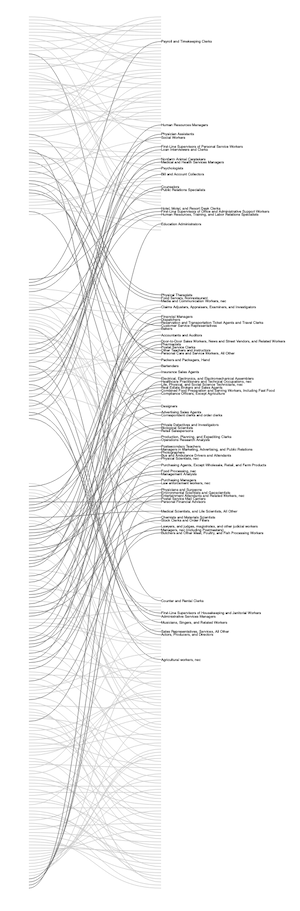 Payroll and Timekeeping Clerks
Human Resources Managers
Physician Assistants
Social Workers
First-Line Supervisors of Personal Service Workers
Loan Interviewers and Clerks
Nonfarm Animal Caretakers
Medical and Health Services Managers
Psychologists
Bill and Account Collectors
Counselors
Public Relations Specialists
Hotel, Motel, and Resort Desk Clerks
First-Line Supervisors of Office and Administrative Support Workers
Human Resources, Training, and Labor Relations Specialists
Education Administrators
Physical Therapists
Food Servers, Nonrestaurant
Media and Communication Workers, nec
Claims Adjusters, Appraisers, Examiners, and Investigators
Financial Managers
Dispatchers
Reservation and Transportation Ticket Agents and Travel Clerks
Customer Service Representatives
Bakers
Accountants and Auditors
Door-to-Door Sales Workers, News and Street Vendors, and Related Workers
Pharmacists
Postal Service Clerks
Other Teachers and Instructors
Personal Care and Service Workers, All Other
Packers and Packagers, Hand
Bartenders
Insurance Sales Agents
Electrical, Electronics, and Electromechanical Assemblers
Healthcare Practitioners and Technical Occupations, nec
Life, Physical, and Social Science Technicians, nec
Real Estate Brokers and Sales Agents
Combined Food Preparation and Serving Workers, Including Fast Food
Compliance Officers, Except Agriculture
Designers
Advertising Sales Agents
Correspondent clerks and order clerks
Private Detectives and Investigators
Biological Scientists
Retail Salespersons
Production, Planning, and Expediting Clerks
Operations Research Analysts
Postsecondary Teachers
Managers in Marketing, Advertising, and Public Relations
Photographers
Bus and Ambulance Drivers and Attendants
Physical Scientists, nec
Purchasing Agents, Except Wholesale, Retail, and Farm Products
Food Processing, nec
Management Analysts
Purchasing Managers
Law enforcement workers, nec
Physicians and Surgeons
Environmental Scientists and Geoscientists
Entertainment Attendants and Related Workers, nec
Postal Service Mail Carriers
Personal Financial Advisors
Medical Scientists, and Life Scientists, All Other
Chemists and Materials Scientists
Stock Clerks and Order Fillers
Lawyers, and judges, magistrates, and other judicial workers
Managers, nec (including Postmasters)
Butchers and Other Meat, Poultry, and Fish Processing Workers
Counter and Rental Clerks
First-Line Supervisors of Housekeeping and Janitorial Workers
Administrative Services Managers
Musicians, Singers, and Related Workers
Sales Representatives, Services, All Other
Actors, Producers, and Directors
Agricultural workers, nec